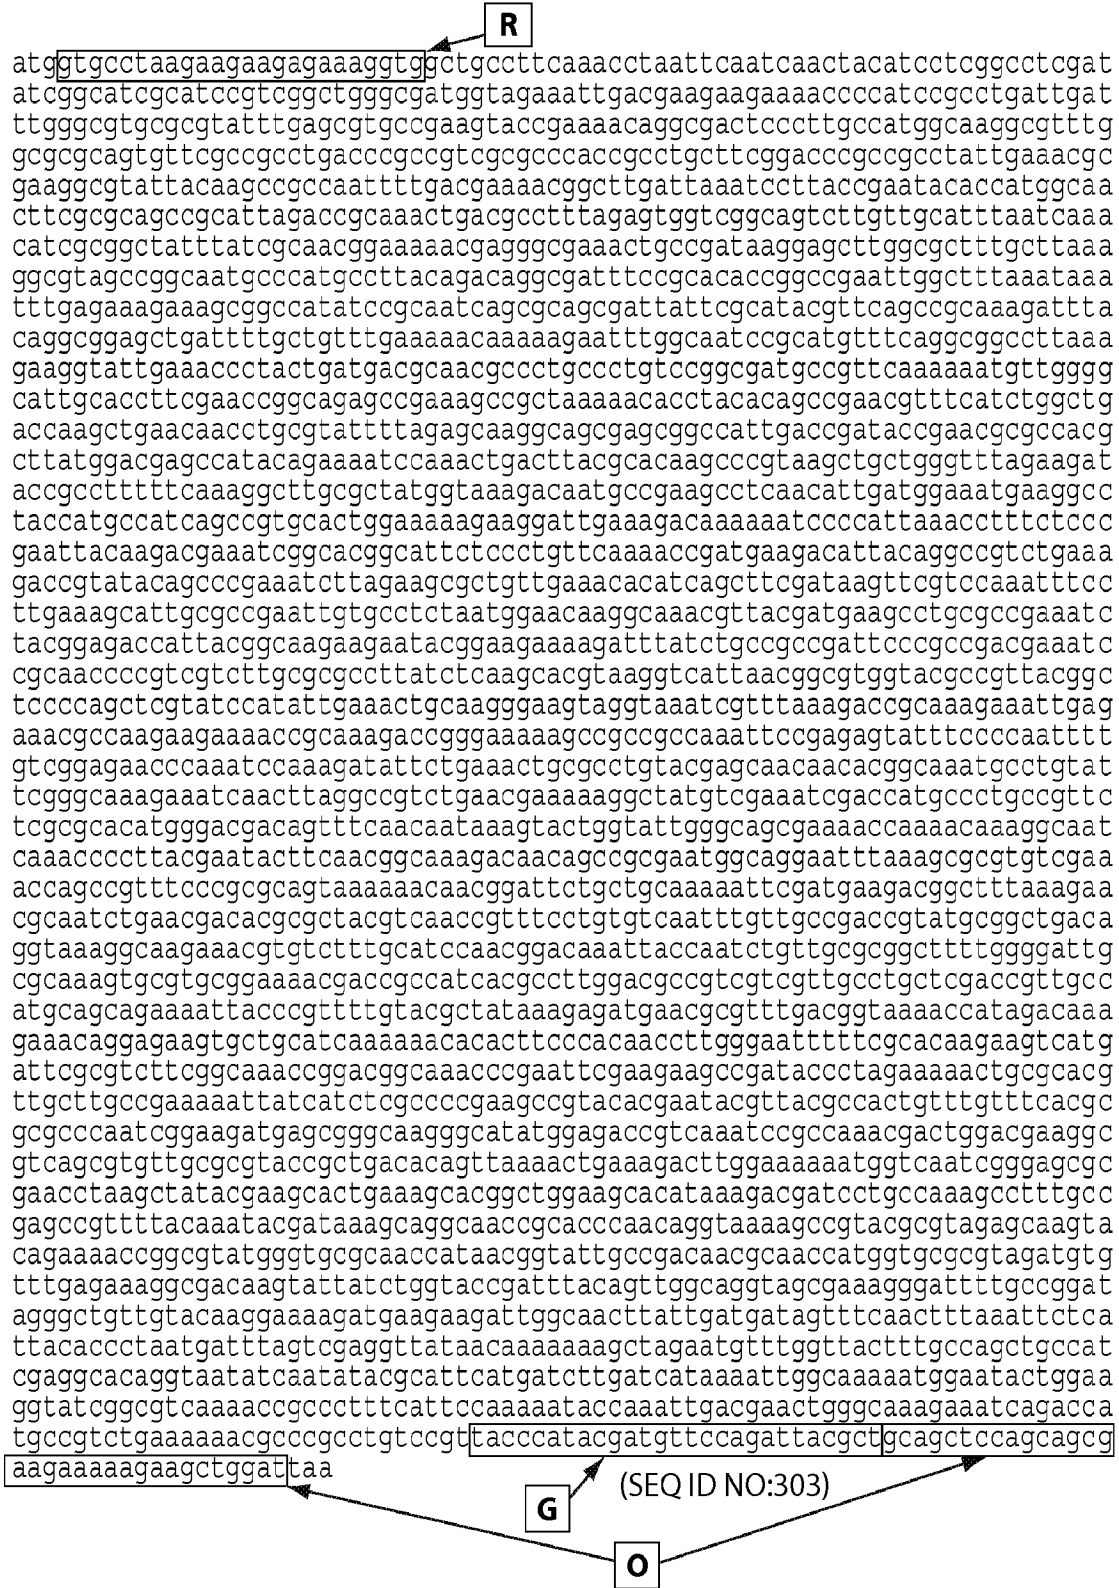 R
atggtgcctaagaagaagagaaaggtggctgccttcaaacctaattcaatcaactacatcctcggcctcgat
atcggcatcgcatccgtcggctgggcgatggtagaaattgacgaagaagaaaaccccatccgcctgattgat
ttgggcgtgcgcgtatttgagcgtgccgaagtaccgaaaacaggcgactcccttgccatggcaaggcgtttg
gcgcgcagtgttcgccgcctgacccgccgtcgcgcccaccgcctgcttcggacccgccgcctattgaaacgc
gaaggcgtattacaagccgccaattttgacgaaaacggcttgattaaatccttaccgaatacaccatggcaa
cttcgcgcagccgcattagaccgcaaactgacgcctttagagtggtcggcagtcttgttgcatttaatcaaa
catcgcggctatttatcgcaacggaaaaacgagggcgaaactgccgataaggagcttggcgctttgcttaaa
ggcgtagccggcaatgcccatgccttacagacaggcgatttccgcacaccggccgaattggctttaaataaa
tttgagaaagaaagcggccatatccgcaatcagcgcagcgattattcgcatacgttcagccgcaaagattta
caggcggagctgattttgctgtttgaaaaacaaaaagaatttggcaatccgcatgtttcaggcggccttaaa
gaaggtattgaaaccctactgatgacgcaacgccctgccctgtccggcgatgccgttcaaaaaatgttgggg
cattgcaccttcgaaccggcagagccgaaagccgctaaaaacacctacacagccgaacgtttcatctggctg
accaagctgaacaacctgcgtattttagagcaaggcagcgagcggccattgaccgataccgaacgcgccacg
cttatggacgagccatacagaaaatccaaactgacttacgcacaagcccgtaagctgctgggtttagaagat
accgcctttttcaaaggcttgcgctatggtaaagacaatgccgaagcctcaacattgatggaaatgaaggcc
taccatgccatcagccgtgcactggaaaaagaaggattgaaagacaaaaaatccccattaaacctttctccc
gaattacaagacgaaatcggcacggcattctccctgttcaaaaccgatgaagacattacaggccgtctgaaa
gaccgtatacagcccgaaatcttagaagcgctgttgaaacacatcagcttcgataagttcgtccaaatttcc
ttgaaagcattgcgccgaattgtgcctctaatggaacaaggcaaacgttacgatgaagcctgcgccgaaatc
tacggagaccattacggcaagaagaatacggaagaaaagatttatctgccgccgattcccgccgacgaaatc
cgcaaccccgtcgtcttgcgcgccttatctcaagcacgtaaggtcattaacggcgtggtacgccgttacggc
tccccagctcgtatccatattgaaactgcaagggaagtaggtaaatcgtttaaagaccgcaaagaaattgag
aaacgccaagaagaaaaccgcaaagaccgggaaaaagccgccgccaaattccgagagtatttccccaatttt
gtcggagaacccaaatccaaagatattctgaaactgcgcctgtacgagcaacaacacggcaaatgcctgtat
tcgggcaaagaaatcaacttaggccgtctgaacgaaaaaggctatgtcgaaatcgaccatgccctgccgttc
tcgcgcacatgggacgacagtttcaacaataaagtactggtattgggcagcgaaaaccaaaacaaaggcaat
caaaccccttacgaatacttcaacggcaaagacaacagccgcgaatggcaggaatttaaagcgcgtgtcgaa
accagccgtttcccgcgcagtaaaaaacaacggattctgctgcaaaaattcgatgaagacggctttaaagaa
cgcaatctgaacgacacgcgctacgtcaaccgtttcctgtgtcaatttgttgccgaccgtatgcggctgaca
ggtaaaggcaagaaacgtgtctttgcatccaacggacaaattaccaatctgttgcgcggcttttggggattg
cgcaaagtgcgtgcggaaaacgaccgccatcacgccttggacgccgtcgtcgttgcctgctcgaccgttgcc
atgcagcagaaaattacccgttttgtacgctataaagagatgaacgcgtttgacggtaaaaccatagacaaa
gaaacaggagaagtgctgcatcaaaaaacacacttcccacaaccttgggaatttttcgcacaagaagtcatg
attcgcgtcttcggcaaaccggacggcaaacccgaattcgaagaagccgataccctagaaaaactgcgcacg
ttgcttgccgaaaaattatcatctcgccccgaagccgtacacgaatacgttacgccactgtttgtttcacgc
gcgcccaatcggaagatgagcgggcaagggcatatggagaccgtcaaatccgccaaacgactggacgaaggc
gtcagcgtgttgcgcgtaccgctgacacagttaaaactgaaagacttggaaaaaatggtcaatcgggagcgc
gaacctaagctatacgaagcactgaaagcacggctggaagcacataaagacgatcctgccaaagcctttgcc
gagccgttttacaaatacgataaagcaggcaaccgcacccaacaggtaaaagccgtacgcgtagagcaagta
cagaaaaccggcgtatgggtgcgcaaccataacggtattgccgacaacgcaaccatggtgcgcgtagatgtg
tttgagaaaggcgacaagtattatctggtaccgatttacagttggcaggtagcgaaagggattttgccggat
agggctgttgtacaaggaaaagatgaagaagattggcaacttattgatgatagtttcaactttaaattctca
ttacaccctaatgatttagtcgaggttataacaaaaaaagctagaatgtttggttactttgccagctgccat
cgaggcacaggtaatatcaatatacgcattcatgatcttgatcataaaattggcaaaaatggaatactggaa
ggtatcggcgtcaaaaccgccctttcattccaaaaataccaaattgacgaactgggcaaagaaatcagacca
tgccgtctgaaaaaacgcccgcctgtccgttacccatacgatgttccagattacgctgcagctccagcagcg
aagaaaaagaagctggattaa
(SEQ ID NO:303)
G
O